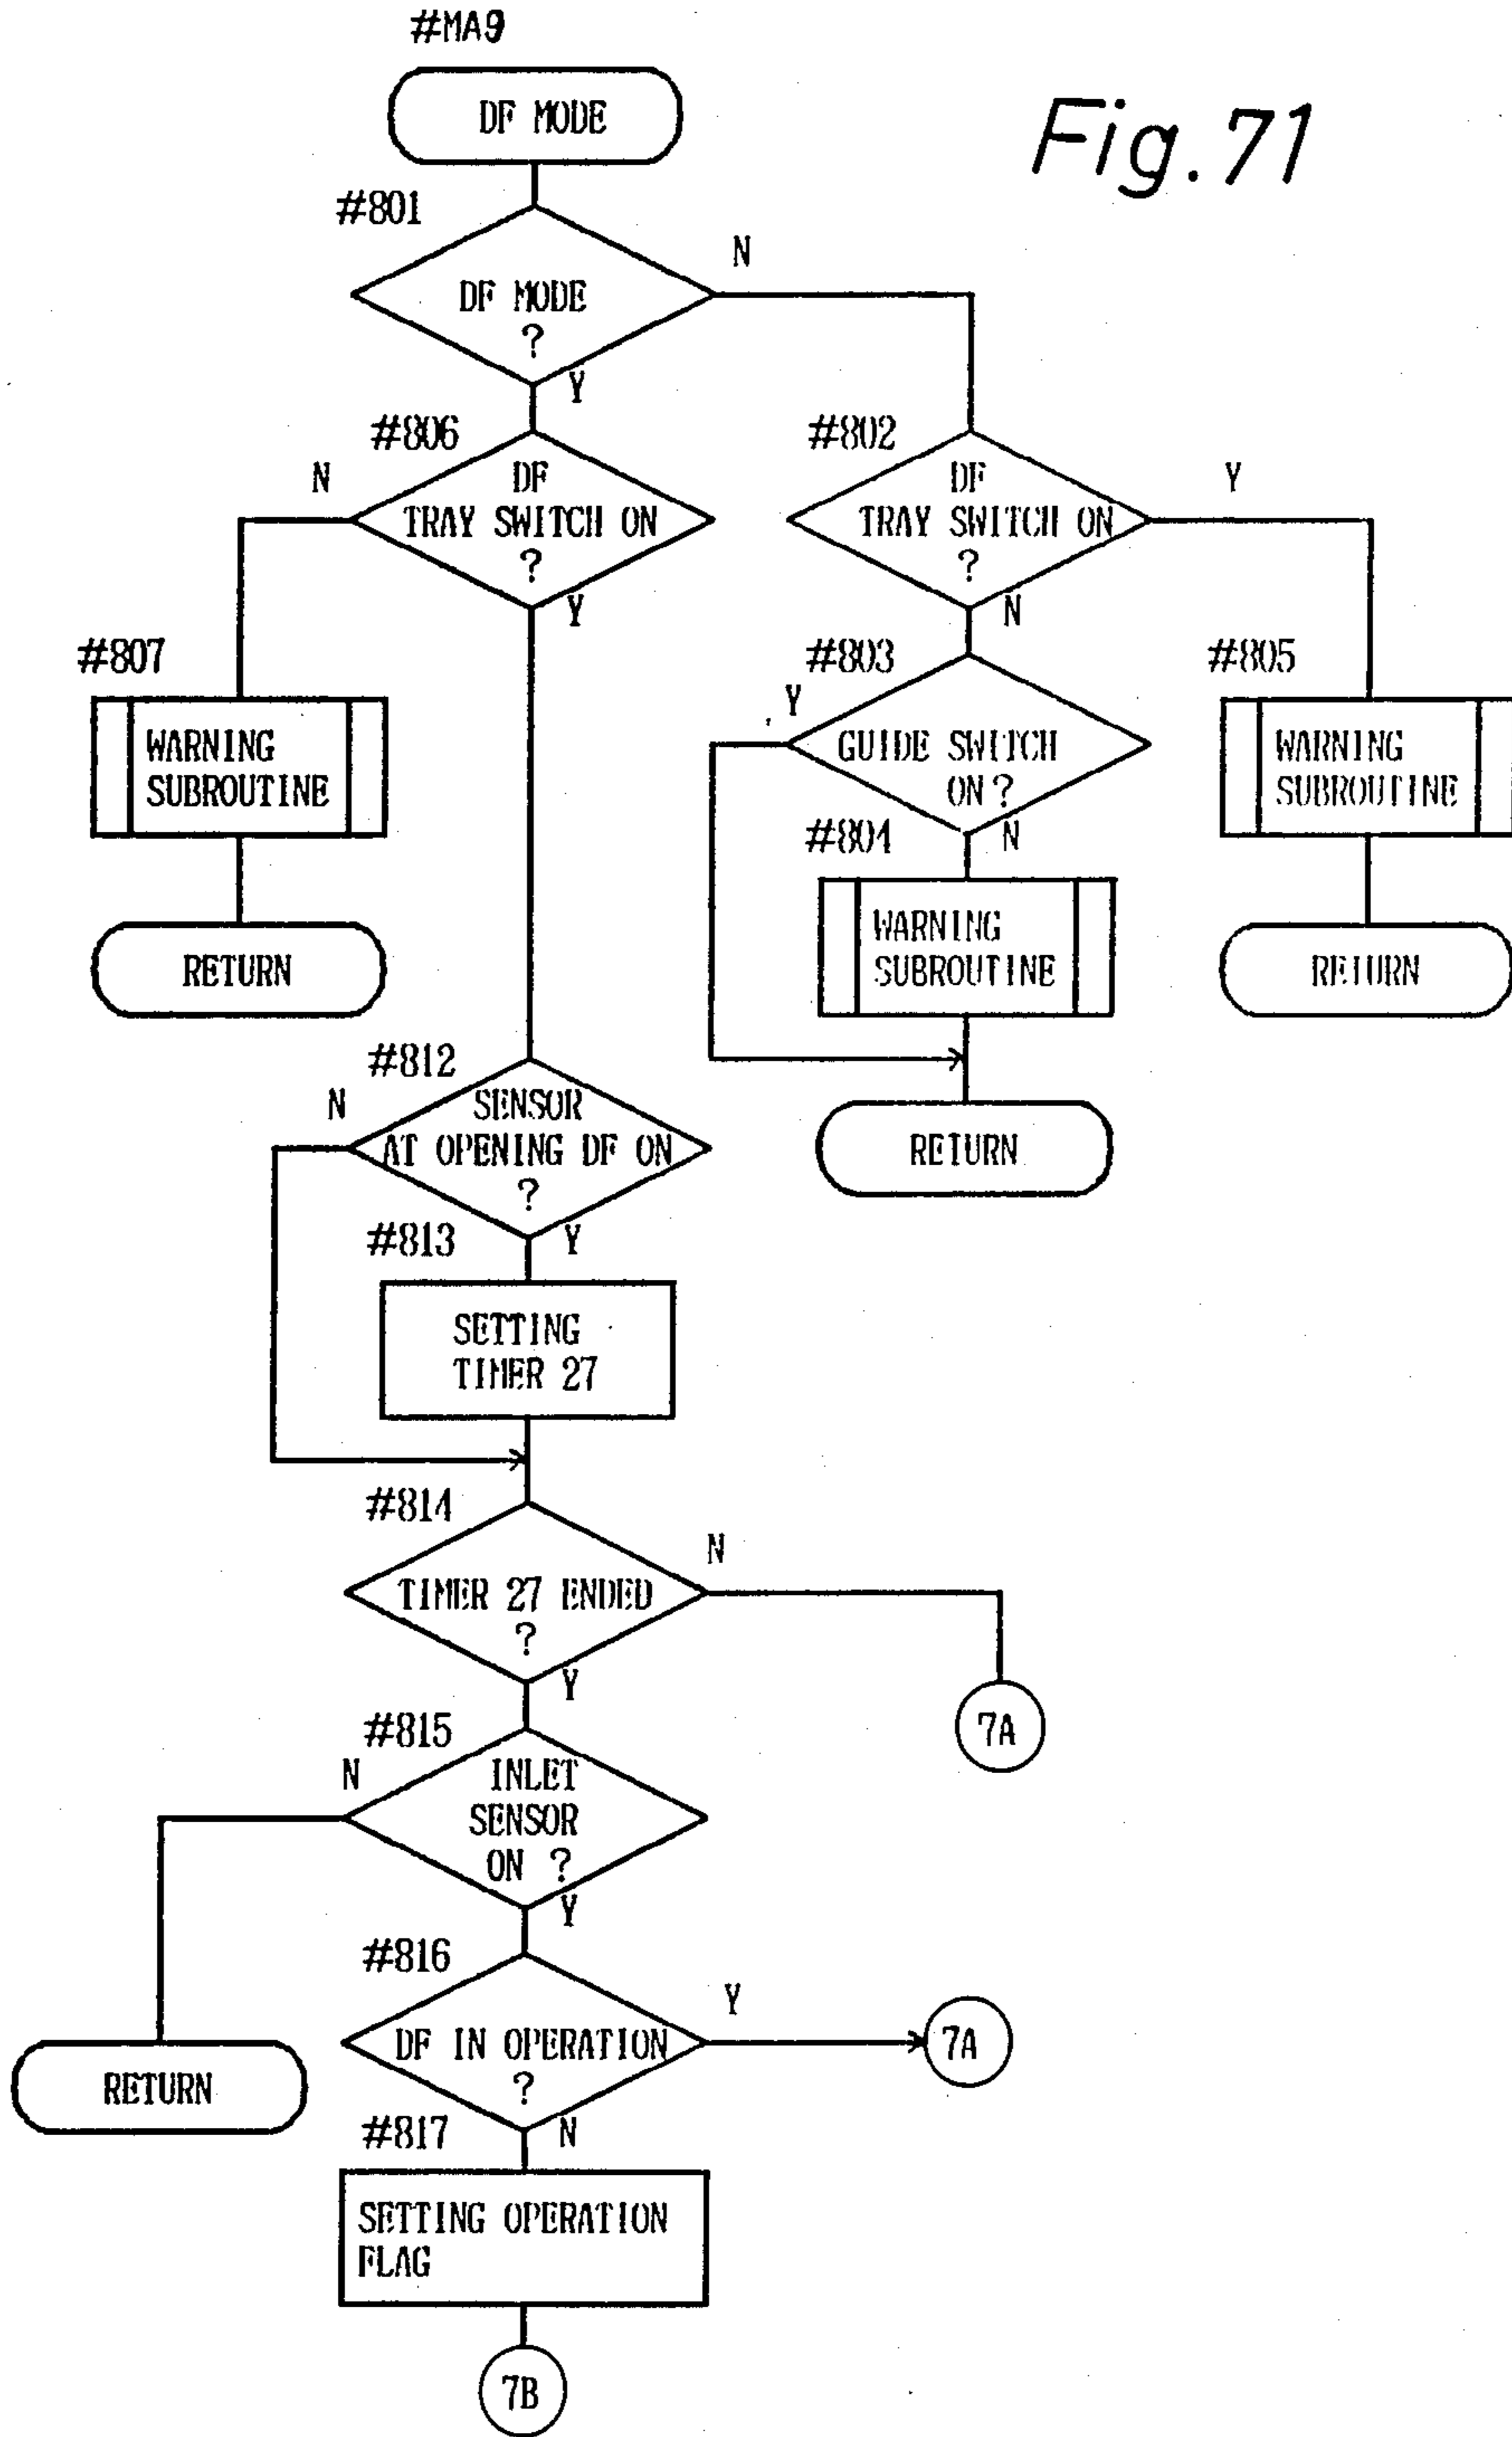 #MA9
DF MODE
Fig. 71
#801
N
DF MODE
?
Y
#806
N
DF
TRAY SWITCH ON
?
Y
#802
DF
TRAY SWITCH ON
?
Y
N
#807
WARNING
SUBROUTINE
RETURN
#803
Y
GUIDE SWITCH
ON ?
N
#804
WARNING
SUBROUTINE
RETURN
#805
WARNING
SUBROUTINE
RETURN
#812
N
SENSOR
AT OPENING DF ON
?
Y
#813
SETTING
TIMER 27
#814
N
TIMER 27 ENDED
?
Y
7A
#815
N
INLET
SENSOR
ON ?
Y
RETURN
#816
Y
DF IN OPERATION
?
N
7A
#817
SETTING OPERATION
FLAG
7B